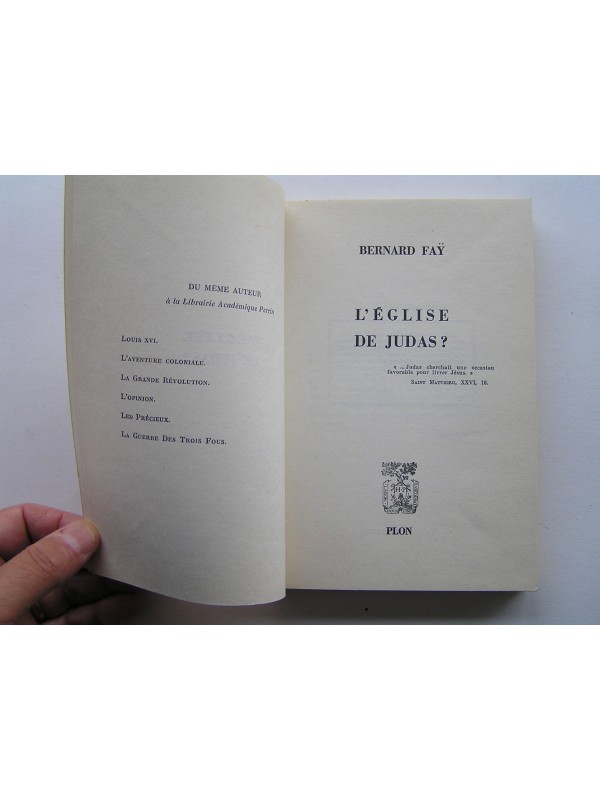 DU MÊME AUTEUR
à la Librairie Académique Perrin
LOUIS XVI.
L'AVENTURE COLONIALE.
LA GRANDE RÉVOLUTION.
L'OPINION.
LES PRÉCIEUX.
LA GUERRE DES TROIS FOUS.
BERNARD FAŸ
L'ÉGLISE
DE JUDAS?
« ...Judas cherchait une occasion
favorable pour livrer Jésus. »
SAINT MATTHIEU, XXVI, 16.
PLON